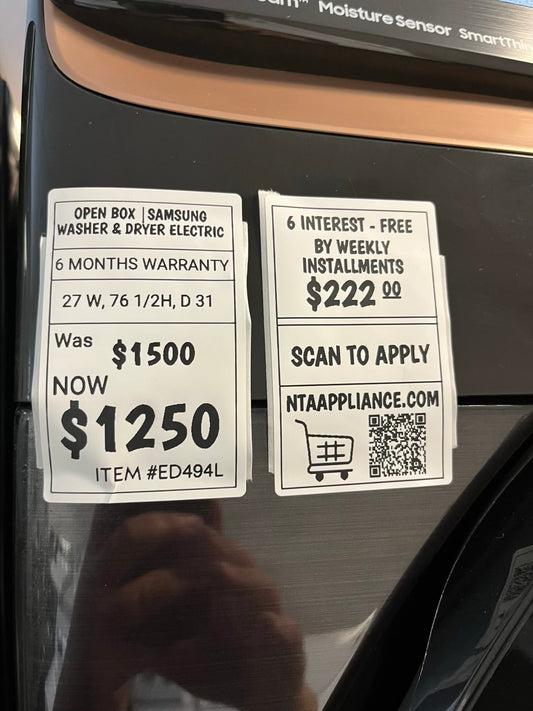 Moisture Sensor
OPEN BOX | SAMSUNG
WASHER & DRYER ELECTRIC
6 MONTHS WARRANTY
27 W, 76 1/2H, D 31
Was $1500
NOW
$1250
ITEM #ED494L
6 INTEREST - FREE
BY WEEKLY
INSTALLMENTS
$222 00
SCAN TO APPLY
NTAAPPLIANCE.COM